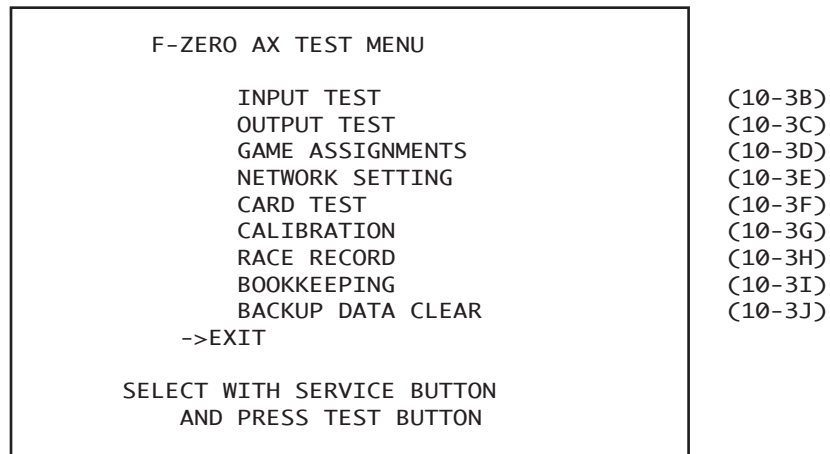 F-ZERO AX TEST MENU
INPUT TEST (10-3B)
OUTPUT TEST (10-3C)
GAME ASSIGNMENTS (10-3D)
NETWORK SETTING (10-3E)
CARD TEST (10-3F)
CALIBRATION (10-3G)
RACE RECORD (10-3H)
BOOKKEEPING (10-3I)
BACKUP DATA CLEAR (10-3J)
->EXIT
SELECT WITH SERVICE BUTTON
AND PRESS TEST BUTTON